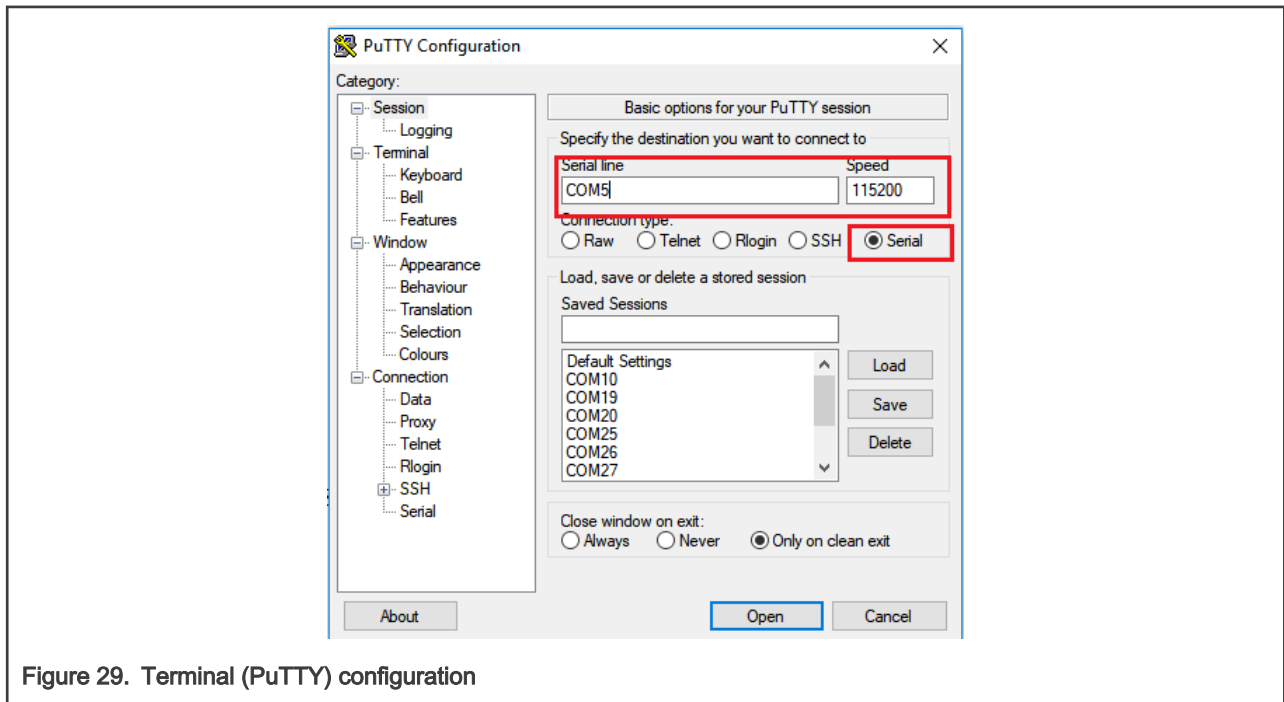 PuTTY Configuration
Category:
Session
Logging
Terminal
Keyboard
Bell
Features
Window
Appearance
Behaviour
Translation
Selection
Colours
Connection
Data
Proxy
Telnet
Rlogin
SSH
Serial
Basic options for your PuTTY session
Specify the destination you want to connect to
Serial line Speed
COM5 115200
Connection type:
Raw Telnet Rlogin SSH Serial
Load, save or delete a stored session
Saved Sessions
Default Settings
COM10
COM19
COM20
COM25
COM26
COM27
Load
Save
Delete
Close window on exit:
Always Never Only on clean exit
About Open Cancel
Figure 29. Terminal (PuTTY) configuration